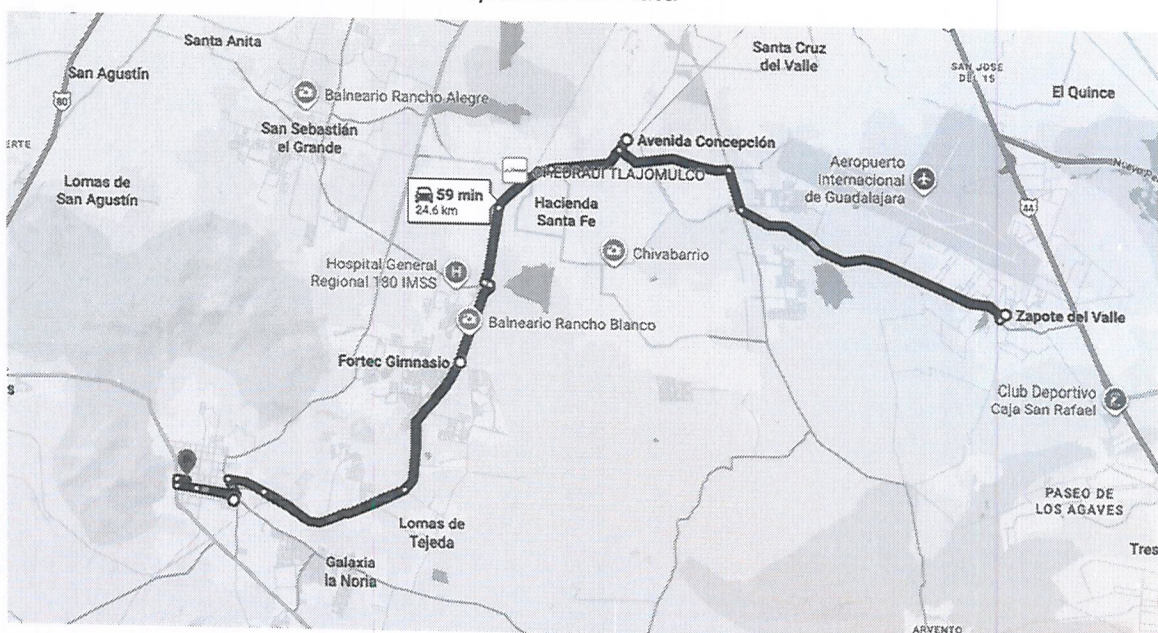 Santa Anita
San Agustín
80
Balneario Rancho Alegre
San Sebastián
el Grande
ERTE
Lomas de
San Agustín
59 min
24.6 km
Avenida Concepción
CHEDRAUI TLAJOMULCO
Hacienda
Santa Fe
Santa Cruz
del Valle
SAN JOSE
DEL 15
El Quince
Aeropuerto
Internacional
de Guadalajara
44
Chivabarrio
Hospital General
Regional 180 IMSS
H
Balneario Rancho Blanco
Fortec Gimnasio
Zapote del Valle
Club Deportivo
Caja San Rafael
s
Lomas de
Tejeda
Galaxia
la Noria
PASEO DE
LOS AGAVES
Tres
ARVENTO